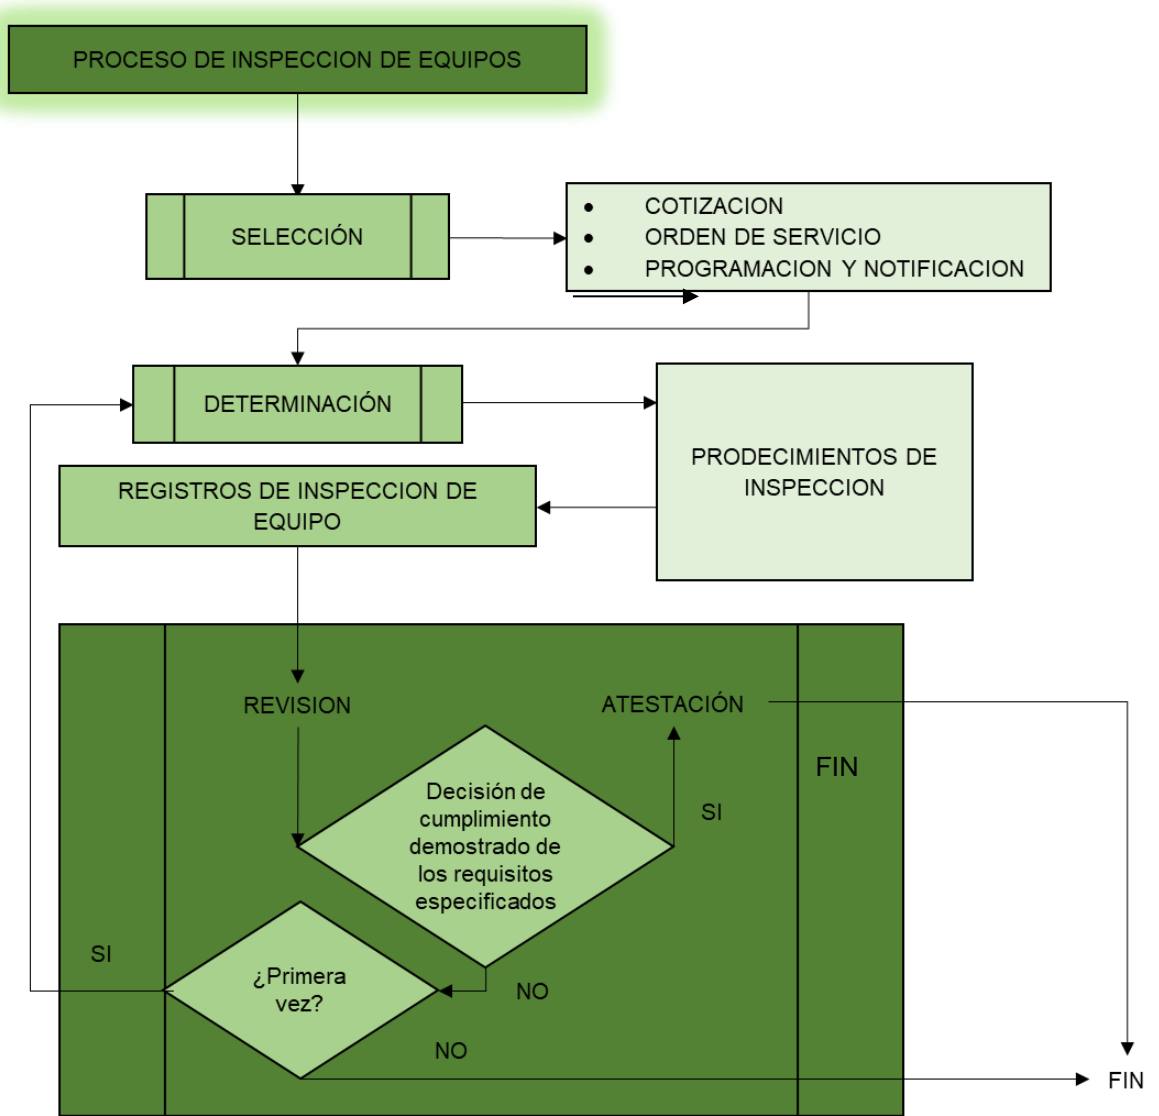 PROCESO DE INSPECCION DE EQUIPOS
SELECCIÓN
• COTIZACION
• ORDEN DE SERVICIO
• PROGRAMACION Y NOTIFICACION
DETERMINACIÓN
PRODECIMIENTOS DE
INSPECCION
REGISTROS DE INSPECCION DE
EQUIPO
REVISION
ATESTACIÓN
FIN
Decisión de
cumplimiento
demostrado de
los requisitos
especificados
SI
SI
¿Primera
vez?
NO
NO
FIN